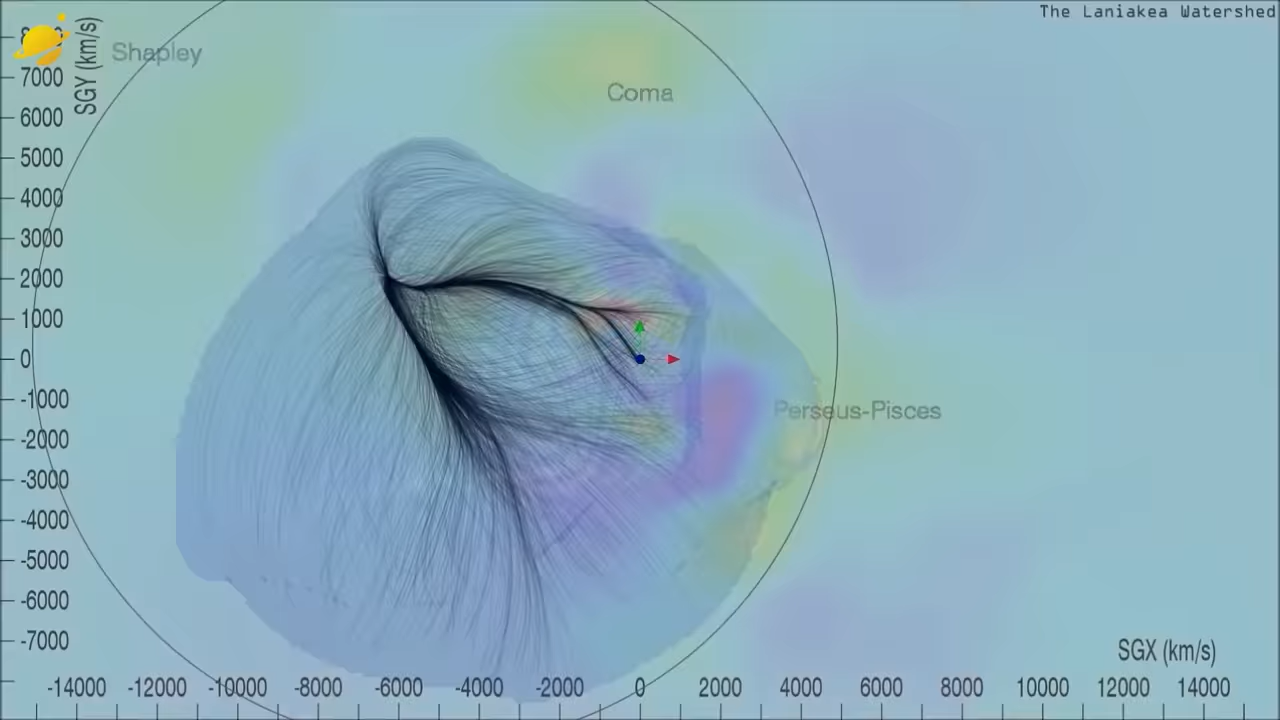 The Laniakea Watershed
SGY (km/s)
Shapley
7000
Coma
6000
5000
4000
3000
2000
1000
0
-1000
Perseus-Pisces
-2000
-3000
-4000
-5000
-6000
-7000
SGX (km/s)
-14000 -12000 -10000 -8000 -6000 -4000 -2000 0 2000 4000 6000 8000 10000 12000 14000